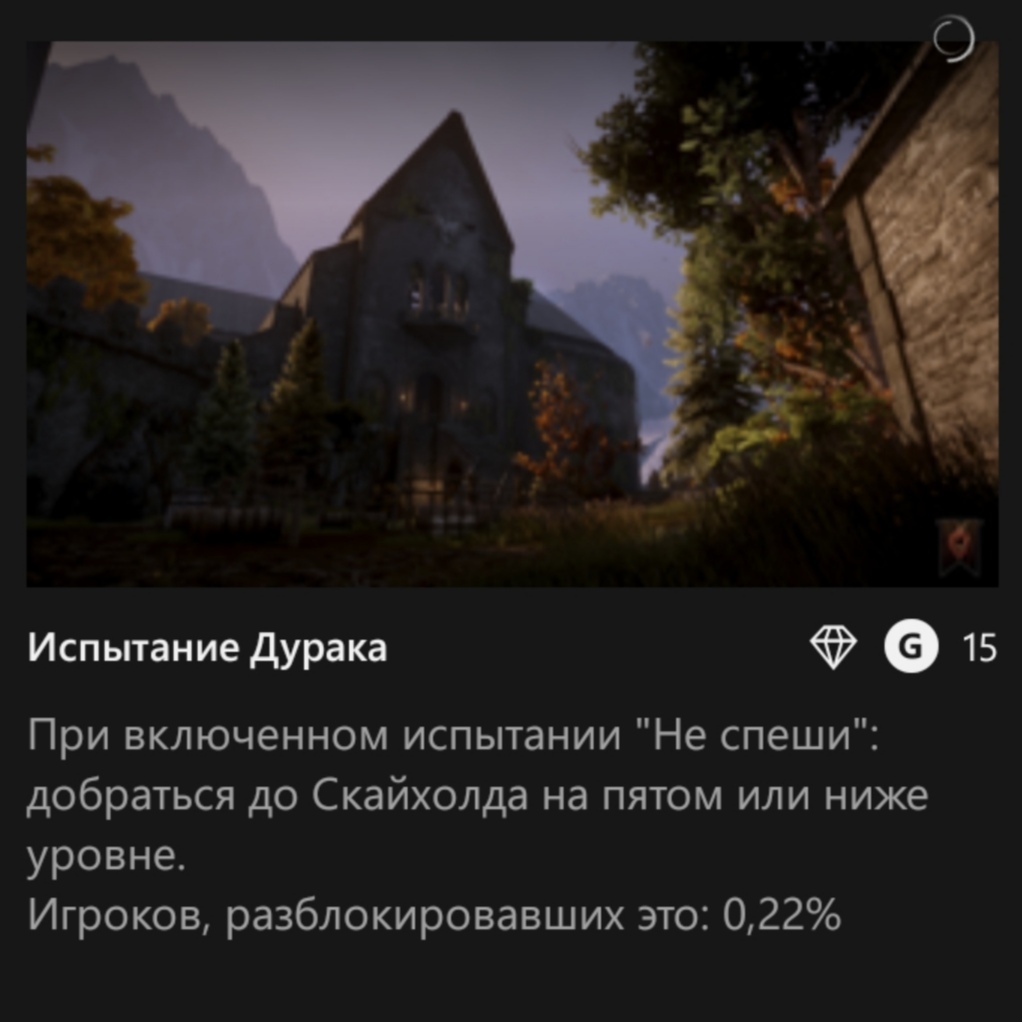 Испытание Дурака
G 15
При включенном испытании "Не спеши":
добраться до Скайхолда на пятом или ниже
уровне.
Игроков, разблокировавших это: 0,22%